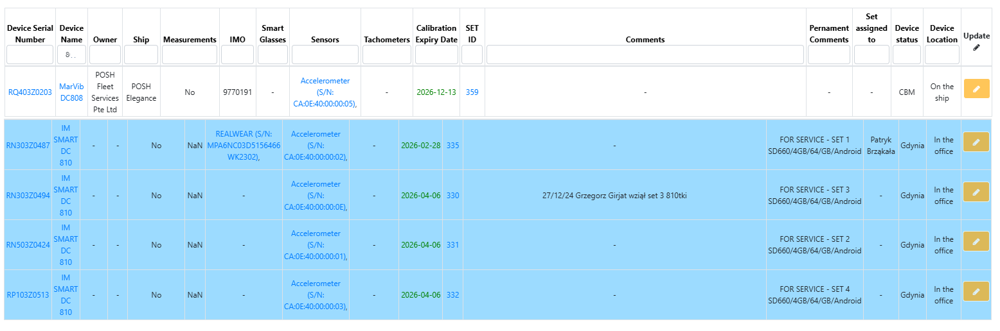 Device Serial Number
Device Name
Owner
Ship
Measurements
IMO
Smart Glasses
Sensors
Tachometers
Calibration Expiry Date
SET ID
Comments
Pernament Comments
Set assigned to
Device status
Device Location
Update
RQ403Z0203
MarVib DC808
POSH Fleet Services Pte Ltd
POSH Elegance
No
9770191
-
Accelerometer (S/N: CA:0E:40:00:00:05),
-
2026-12-13
359
-
-
-
CBM
On the ship
RN303Z0487
IM SMART DC 810
-
-
No
NaN
REALWEAR (S/N: MPA6NC03D5156466 WK2302),
Accelerometer (S/N: CA:0E:40:00:00:02),
-
2026-02-28
335
-
FOR SERVICE - SET 1 SD660/4GB/64/GB/Android
Patryk Brząkała
Gdynia
In the office
RN303Z0494
IM SMART DC 810
-
-
No
NaN
-
Accelerometer (S/N: CA:0E:40:00:00:0E),
-
2026-04-06
330
27/12/24 Grzegorz Girjat wziął set 3 810tki
FOR SERVICE - SET 3 SD660/4GB/64/GB/Android
-
Gdynia
In the office
RN503Z0424
IM SMART DC 810
-
-
No
NaN
-
Accelerometer (S/N: CA:0E:40:00:00:01),
-
2026-04-06
331
-
FOR SERVICE - SET 2 SD660/4GB/64/GB/Android
-
Gdynia
In the office
RP103Z0513
IM SMART DC 810
-
-
No
NaN
-
Accelerometer (S/N: CA:0E:40:00:00:03),
-
2026-04-06
332
-
FOR SERVICE - SET 4 SD660/4GB/64/GB/Android
-
Gdynia
In the office